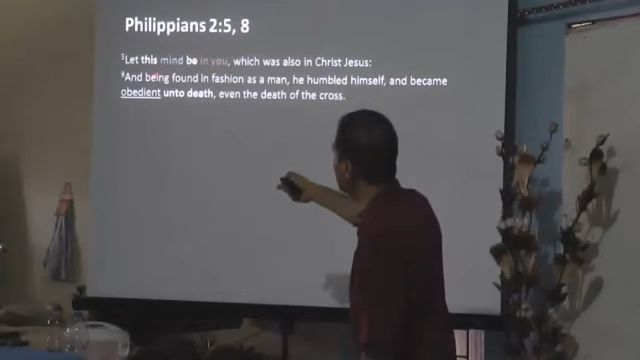 Philippians 2:5, 8
⁵Let this mind be in you, which was also in Christ Jesus:
⁸And being found in fashion as a man, he humbled himself, and became
obedient unto death, even the death of the cross.